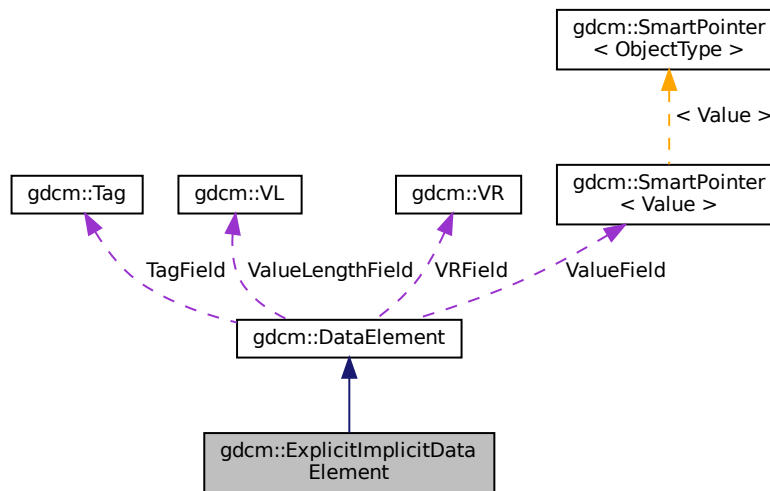 gdcm::SmartPointer
< ObjectType >
< Value >
gdcm::Tag
gdcm::VL
gdcm::VR
gdcm::SmartPointer
< Value >
TagField
ValueLengthField
VRField
ValueField
gdcm::DataElement
gdcm::ExplicitImplicitData
Element